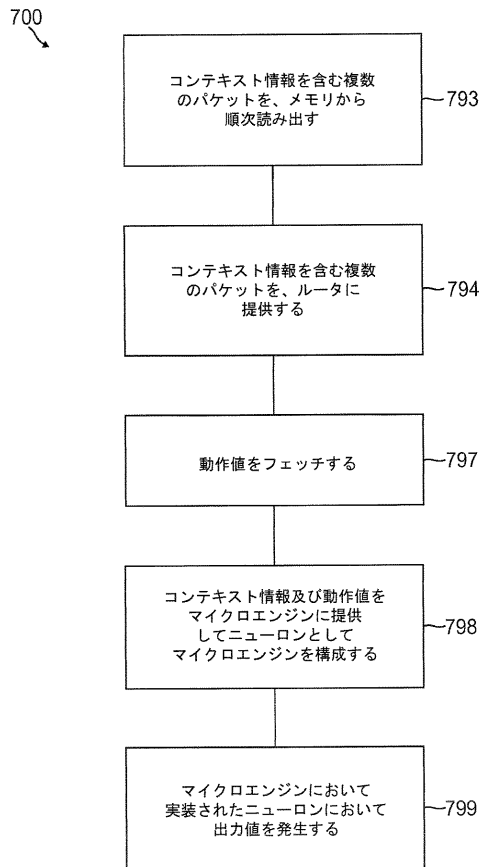 700
コンテキスト情報を含む複数
のパケットを、メモリから
順次読み出す
793
コンテキスト情報を含む複数
のパケットを、ルータに
提供する
794
動作値をフェッチする
797
コンテキスト情報及び動作値を
マイクロエンジンに提供
してニューロンとして
マイクロエンジンを構成する
798
マイクロエンジンにおいて
実装されたニューロンにおいて
出力値を発生する
799